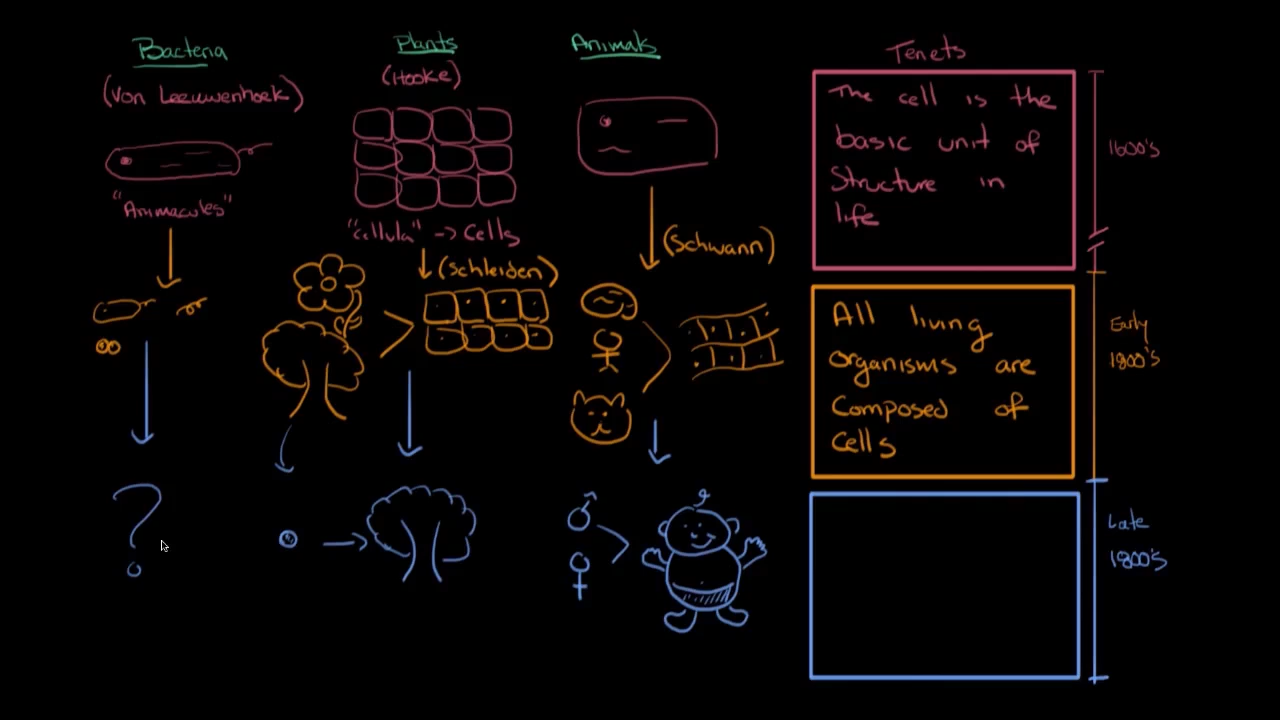 Bacteria
(Von Leeuwenhoek)
"Animacules"
Plants
(Hooke)
"cellula" → Cells
(Schleiden)
Animals
(Schwann)
?
Tenets
The cell is the
basic unit of
Structure in
life
1600's
All living
organisms are
Composed of
Cells
Early
1800's
Late
1800's